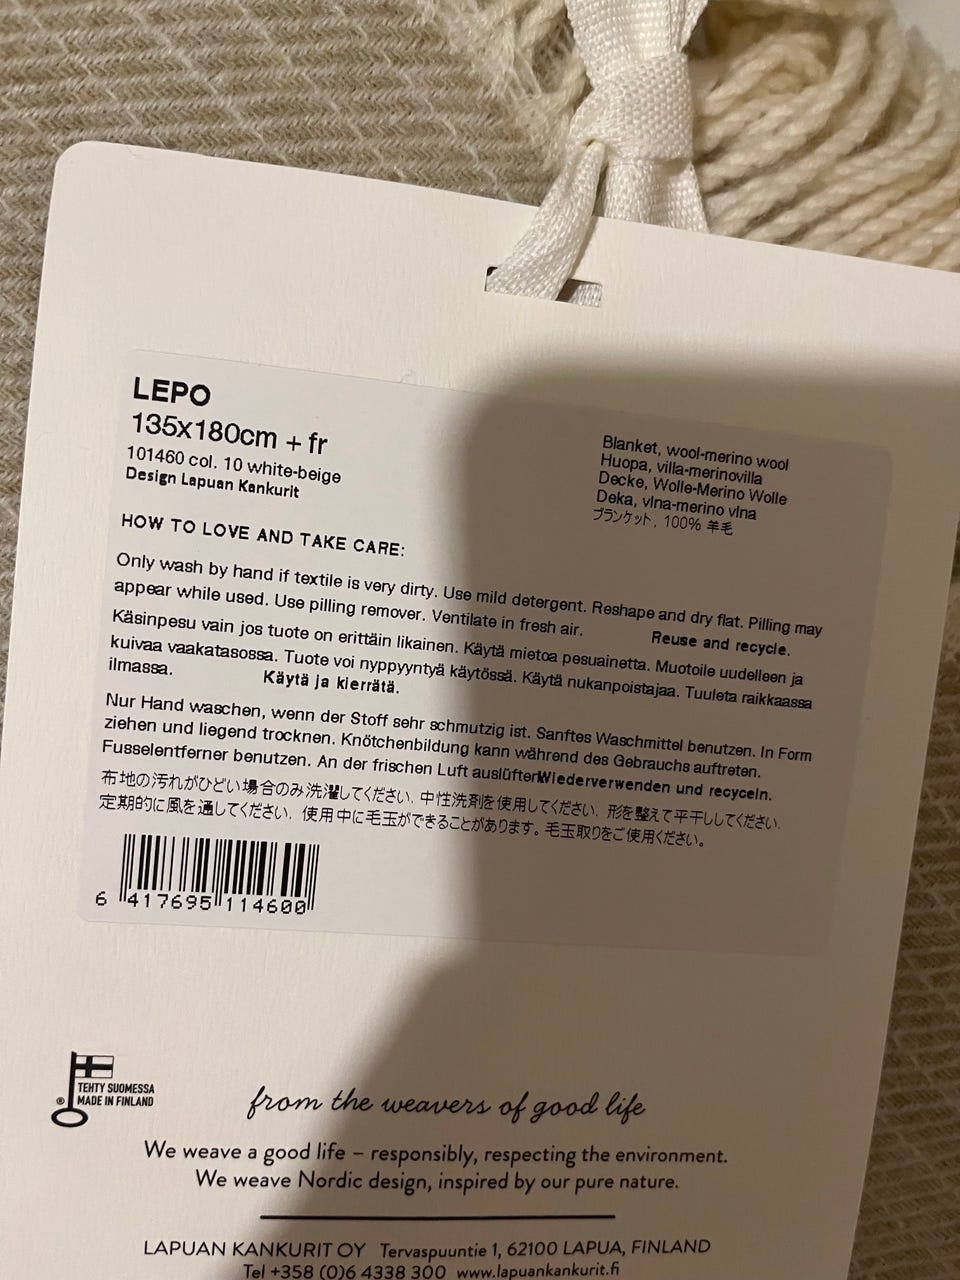 LEPO
135x180cm + fr
101460 col. 10 white-beige
Design Lapuan Kankurit
Blanket, wool-merino wool
Huopa, villa-merinovilla
Decke, Wolle-Merino Wolle
Deka, vlna-merino vlna
ブランケット, 100% 羊毛
HOW TO LOVE AND TAKE CARE:
Only wash by hand if textile is very dirty. Use mild detergent. Reshape and dry flat. Pilling may
appear while used. Use pilling remover. Ventilate in fresh air. Reuse and recycle.
Käsinpesu vain jos tuote on erittäin likainen. Käytä mietoa pesuainetta. Muotoile uudelleen ja
kuivaa vaakatasossa. Tuote voi nyppyyntyä käytössä. Käytä nukanpoistajaa. Tuuleta raikkaassa
ilmassa. Käytä ja kierrätä.
Nur Hand waschen, wenn der Stoff sehr schmutzig ist. Sanftes Waschmittel benutzen. In Form
ziehen und liegend trocknen. Knötchenbildung kann während des Gebrauchs auftreten.
Fusselentferner benutzen. An der frischen Luft auslüften Wiederverwenden und recyceln.
布地の汚れがひどい場合のみ洗濯してください. 中性洗剤を使用してください. 形を整えて平干ししてください.
定期的に風を通してください. 使用中に毛玉ができることがあります。毛玉取りをご使用ください。
6 417695 114600
TEHTY SUOMESSA
® MADE IN FINLAND
from the weavers of good life
We weave a good life – responsibly, respecting the environment.
We weave Nordic design, inspired by our pure nature.
LAPUAN KANKURIT OY Tervaspuuntie 1, 62100 LAPUA, FINLAND
Tel +358 (0)6 4338 300 www.lapuankankurit.fi